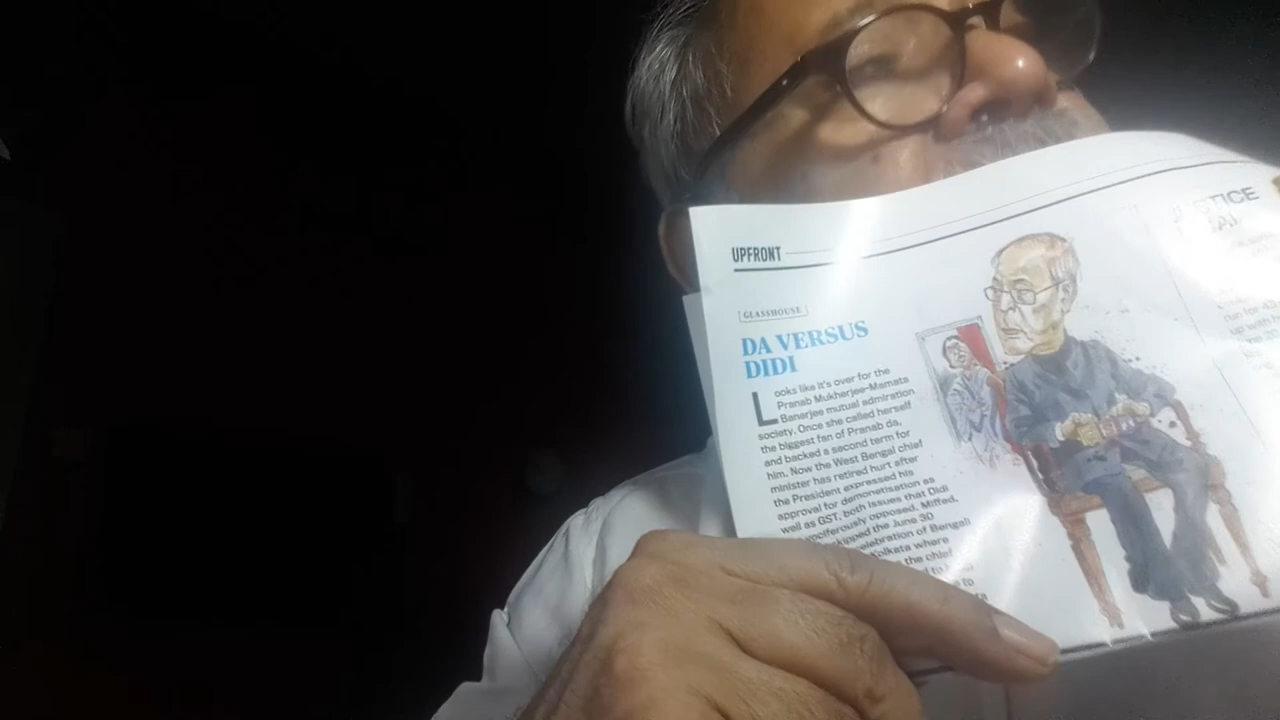 UPFRONT
GLASSHOUSE
DA VERSUS
DIDI
Looks like it's over for the
Pranab Mukherjee-Mamata
Banerjee mutual admiration
society. Once she called herself
the biggest fan of Pranab da,
and backed a second term for
him. Now the West Bengal chief
minister has retired hurt after
the President expressed his
approval for demonetisation as
well as GST, both issues that Didi
vociferously opposed. Miffed,
skipped the June 30
celebration of Bengali
Kolkata where
the chief